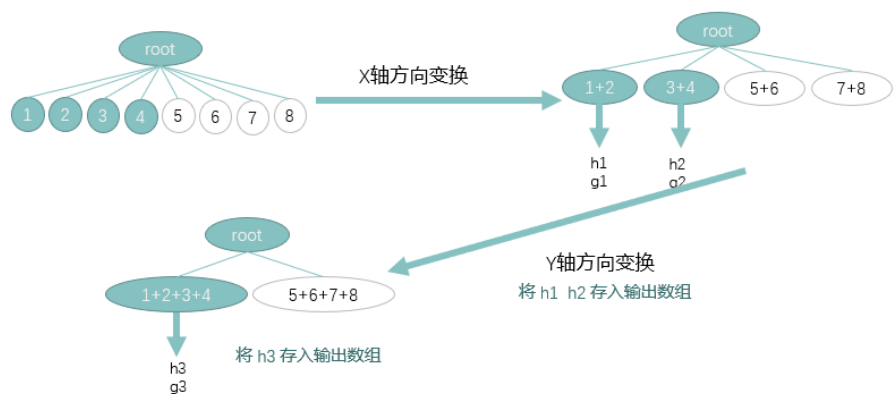 root
1 2 3 4 5 6 7 8
X轴方向变换
root
1+2 3+4 5+6 7+8
h1 h2
g1 g2
Y轴方向变换
将 h1 h2 存入输出数组
root
1+2+3+4 5+6+7+8
将 h3 存入输出数组
h3
g3